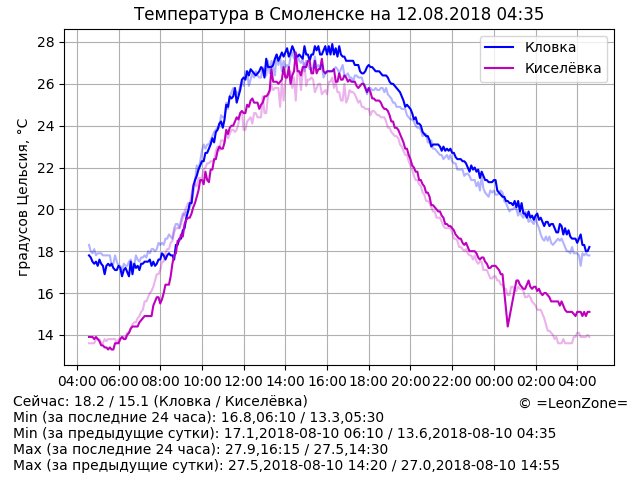 Температура в Смоленске на 12.08.2018 04:35
градусов Цельсия, °C
28
26
24
22
20
18
16
14
Кловка
Киселёвка
04:00 06:00 08:00 10:00 12:00 14:00 16:00 18:00 20:00 22:00 00:00 02:00 04:00
Сейчас: 18.2 / 15.1 (Кловка / Киселёвка)
© =LeonZone=
Min (за последние 24 часа): 16.8,06:10 / 13.3,05:30
Min (за предыдущие сутки): 17.1,2018-08-10 06:10 / 13.6,2018-08-10 04:35
Max (за последние 24 часа): 27.9,16:15 / 27.5,14:30
Max (за предыдущие сутки): 27.5,2018-08-10 14:20 / 27.0,2018-08-10 14:55